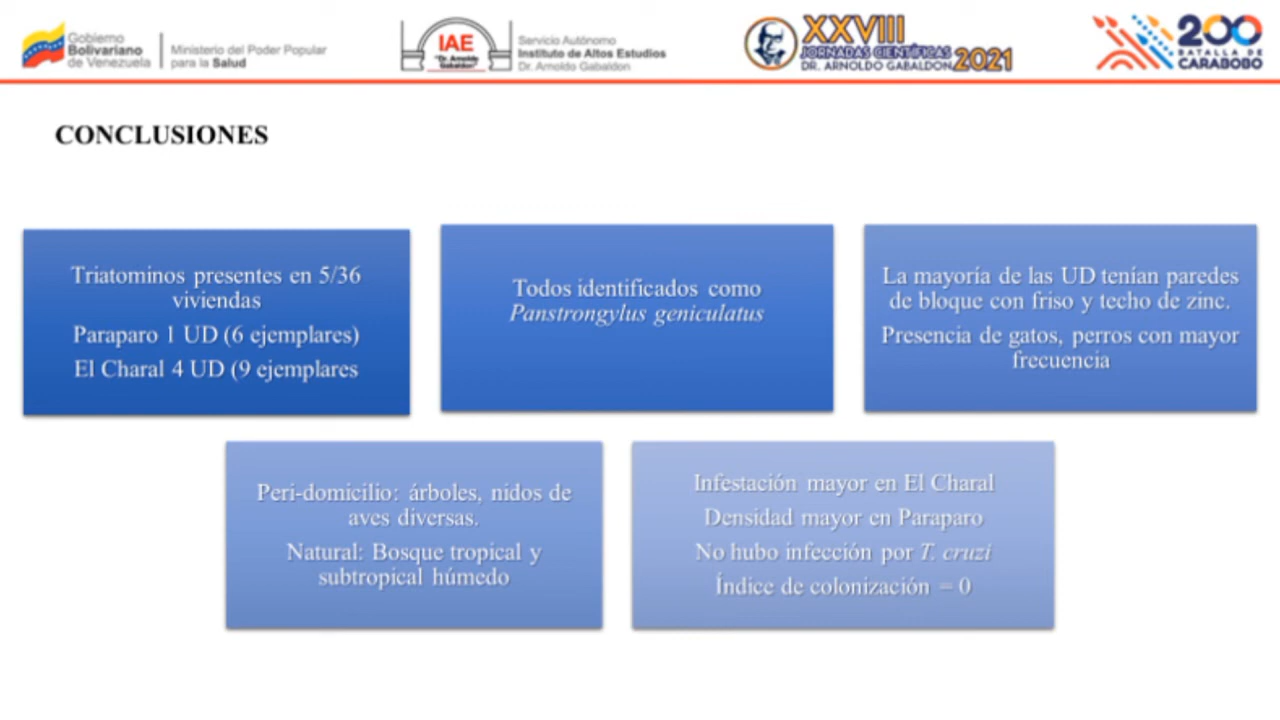 Gobierno
Bolivariano
de Venezuela
Ministerio del Poder Popular
para la Salud
IAE
"Dr. Arnoldo
Gabaldon"
Servicio Autónomo
Instituto de Altos Estudios
Dr. Arnoldo Gabaldon
XXVIII
JORNADAS CIENTÍFICAS
DR. ARNOLDO GABALDON 2021
200
BATALLA DE
CARABOBO
CONCLUSIONES
Triatominos presentes en 5/36
viviendas
Paraparo 1 UD (6 ejemplares)
El Charal 4 UD (9 ejemplares
Todos identificados como
Panstrongylus geniculatus
La mayoría de las UD tenían paredes
de bloque con friso y techo de zinc.
Presencia de gatos, perros con mayor
frecuencia
Peri-domicilio: árboles, nidos de
aves diversas.
Natural: Bosque tropical y
subtropical húmedo
Infestación mayor en El Charal
Densidad mayor en Paraparo
No hubo infección por T. cruzi
Índice de colonización = 0